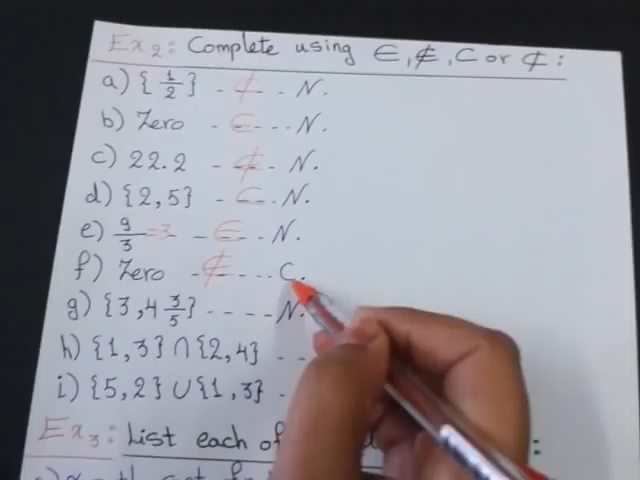 Ex2: Complete using ∈, ∉, ⊂ or ⊄:
a) { 1/2 } - ⊄ - N.
b) Zero - ∈ - - - N.
c) 22.2 - ∉ - N.
d) {2, 5} - ⊂ - N.
e) 9/3 =3 - ∈ - - N.
f) Zero - ∉ - - - - C.
g) {3, 4 3/5} - - - - N.
h) {1, 3} ∩ {2, 4} - -
i) {5, 2} ∪ {1, 3} -
Ex3: List each of :